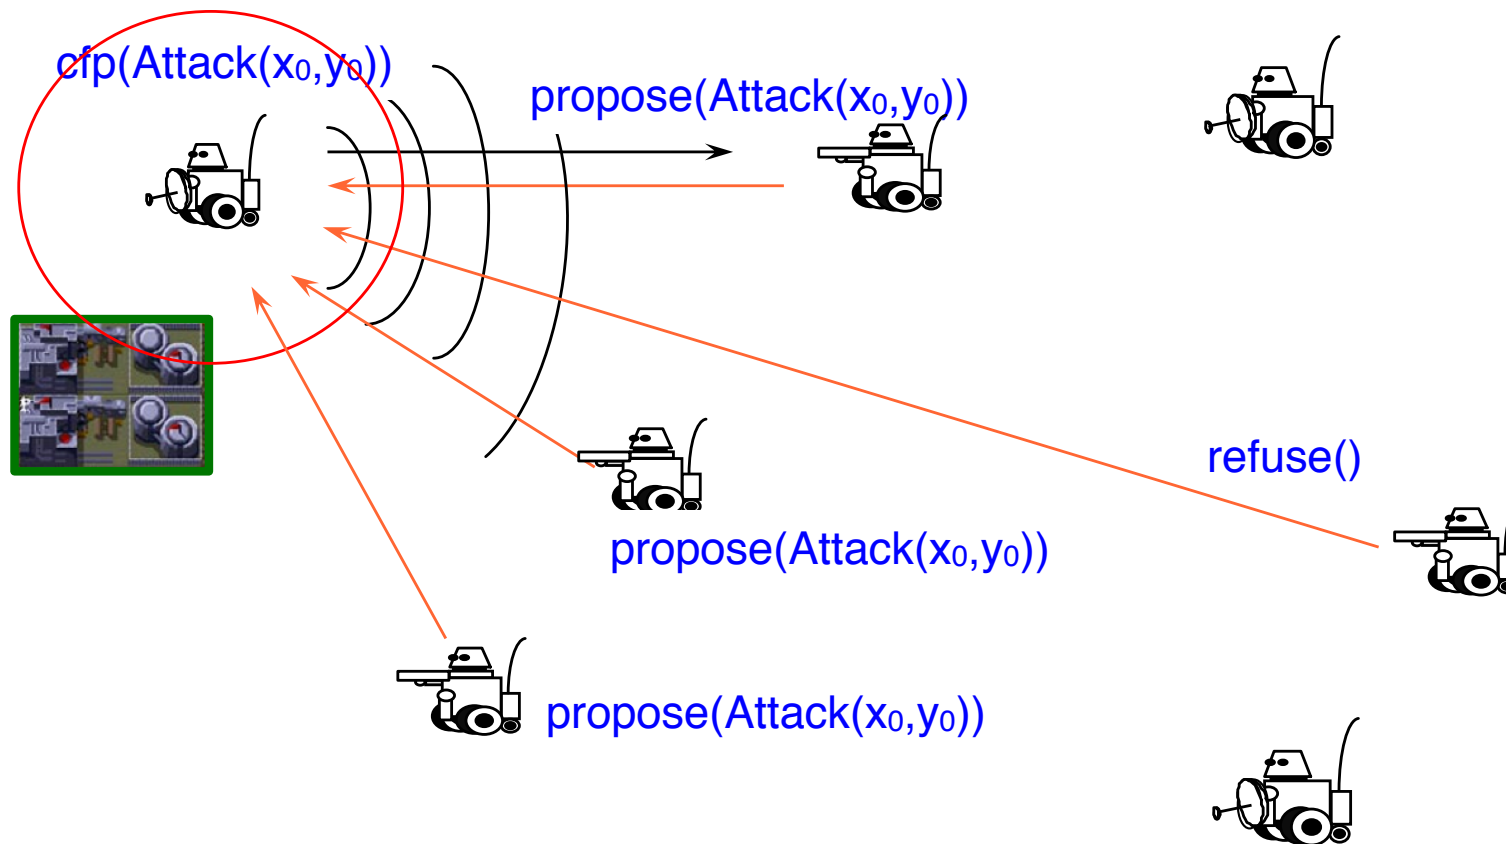 cfp(Attack(x₀,y₀))
propose(Attack(x₀,y₀))
refuse()
propose(Attack(x₀,y₀))
propose(Attack(x₀,y₀))